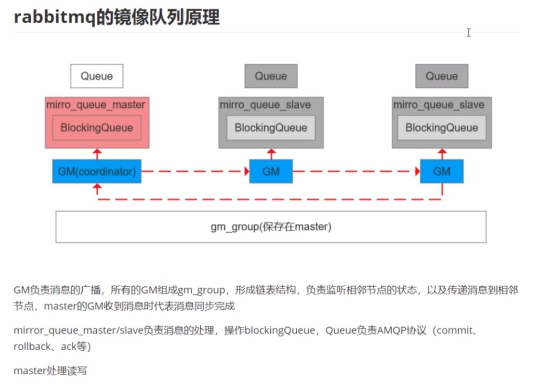 rabbitmq的镜像队列原理
Queue Queue Queue
mirro_queue_master mirro_queue_slave mirro_queue_slave
BlockingQueue BlockingQueue BlockingQueue
GM(coordinator) GM GM
gm_group(保存在master)
GM负责消息的广播，所有的GM组成gm_group，形成链表结构，负责监听相邻节点的状态，以及传递消息到相邻
节点，master的GM收到消息时代表消息同步完成
mirror_queue_master/slave负责消息的处理，操作blockingQueue，Queue负责AMQP协议（commit、
rollback、ack等）
master处理读写